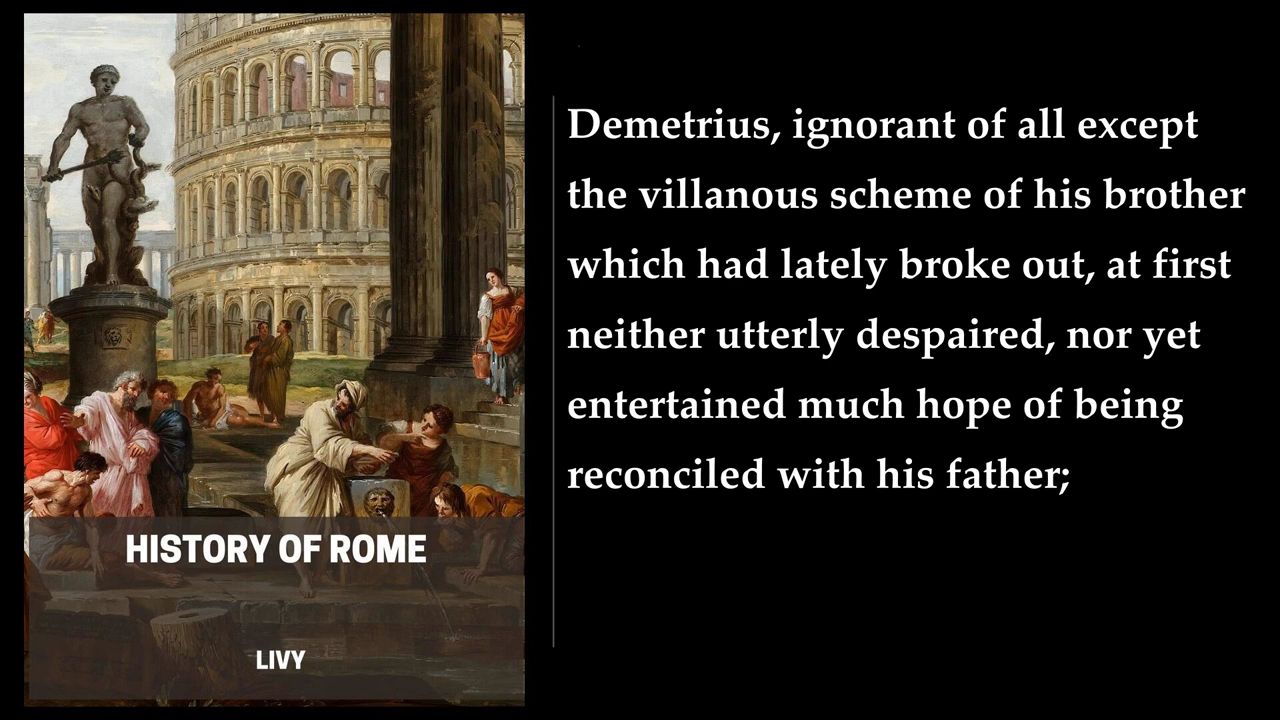 Demetrius, ignorant of all except
the villanous scheme of his brother
which had lately broke out, at first
neither utterly despaired, nor yet
entertained much hope of being
reconciled with his father;
HISTORY OF ROME
LIVY